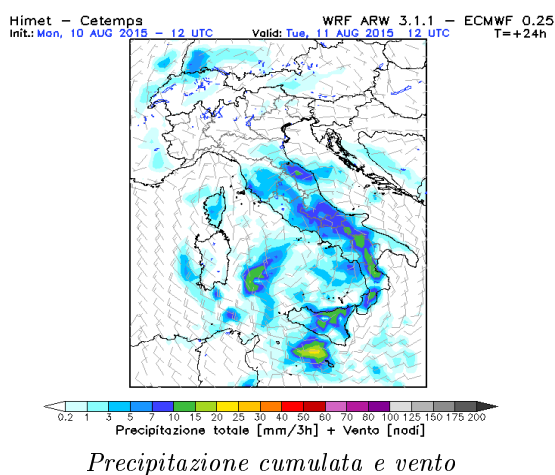 Himet – Cetemps WRF ARW 3.1.1 – ECMWF 0.25
Init.: Mon, 10 AUG 2015 – 12 UTC Valid: Tue, 11 AUG 2015 12 UTC T=+24h
0.2 1 3 5 7 10 15 20 25 30 40 50 60 70 80 100 125 150 175 200
Precipitazione totale [mm/3h] + Vento [nodi]
Precipitazione cumulata e vento